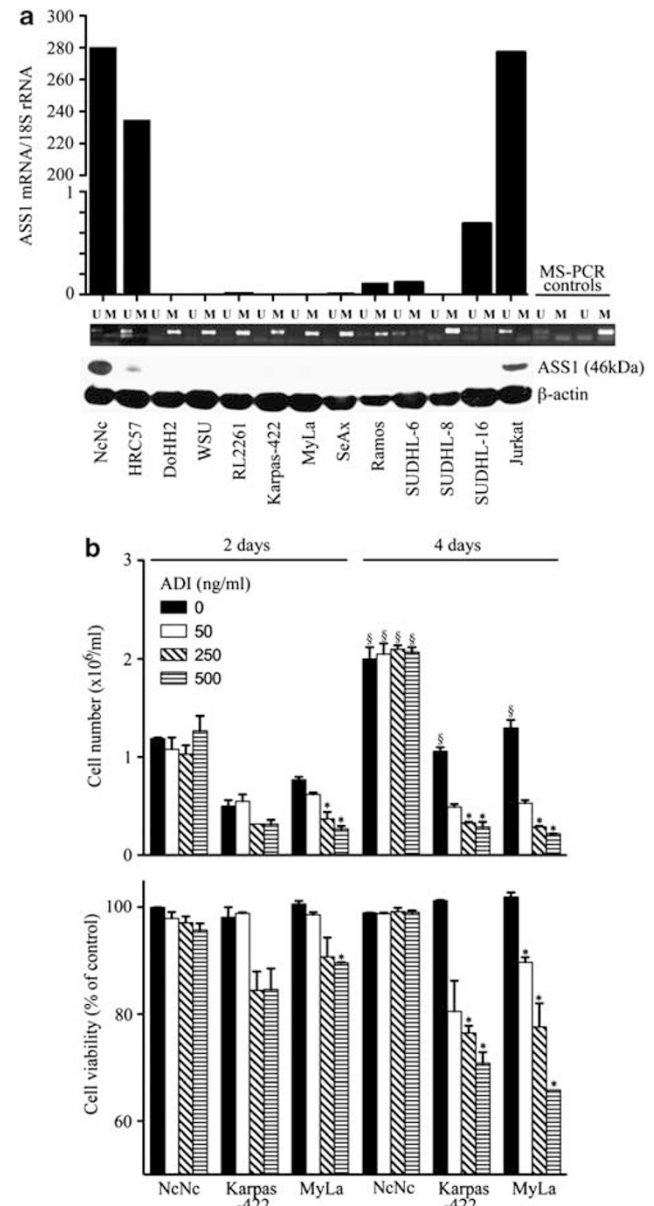 a
300
280
260
240
220
200
1
0
ASS1 mRNA/18S rRNA
MS-PCR
controls
U M U M U M U M U M U M U M U M U M U M U M U M U M U M U M
ASS1 (46kDa)
β-actin
NcNc
HRC57
DoHH2
WSU
RL2261
Karpas-422
MyLa
SeAx
Ramos
SUDHL-6
SUDHL-8
SUDHL-16
Jurkat
b
2 days 4 days
3
2
1
0
Cell number (x10⁶/ml)
ADI (ng/ml)
0
50
250
500
§ § § § § §
* * * * * *
100
80
60
Cell viability (% of control)
* * * * * *
NcNc Karpas MyLa NcNc Karpas MyLa
-422 -422